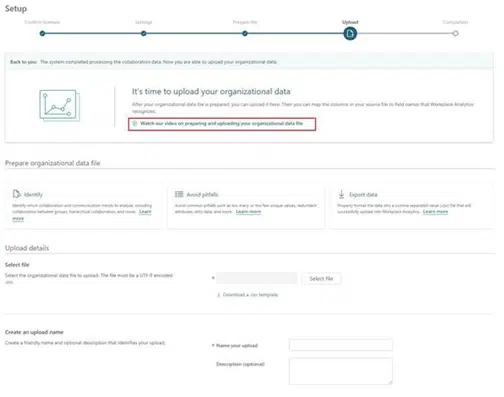 Setup
Confirm licenses
Settings
Prepare file
Upload
Completion
Back to you: The system completed processing the collaboration data. Now you are able to upload your organizational data.
It's time to upload your organizational data
After your organizational data file is prepared, you can upload it here. Then you can map the columns in your source file to field names that Workplace Analytics
recognizes.
Watch our video on preparing and uploading your organizational data file
Prepare organizational data file
Identify
Identify which collaboration and communication trends to analyze, including
collaboration between groups, hierarchical collaboration, and more. Learn
more
Avoid pitfalls
Avoid common pitfalls such as too many or too few unique values, redundant
attributes, dirty data, and more. Learn more
Export data
Properly format the data into a comma separated value (.csv) file that will
successfully upload into Workplace Analytics. Learn more
Upload details
Select file
Select the organizational data file to upload. The file must be a UTF-8 encoded
.csv.
* Select file
Download a .csv template
Create an upload name
Create a friendly name and optional description that identifies your upload.
* Name your upload
Description (optional)